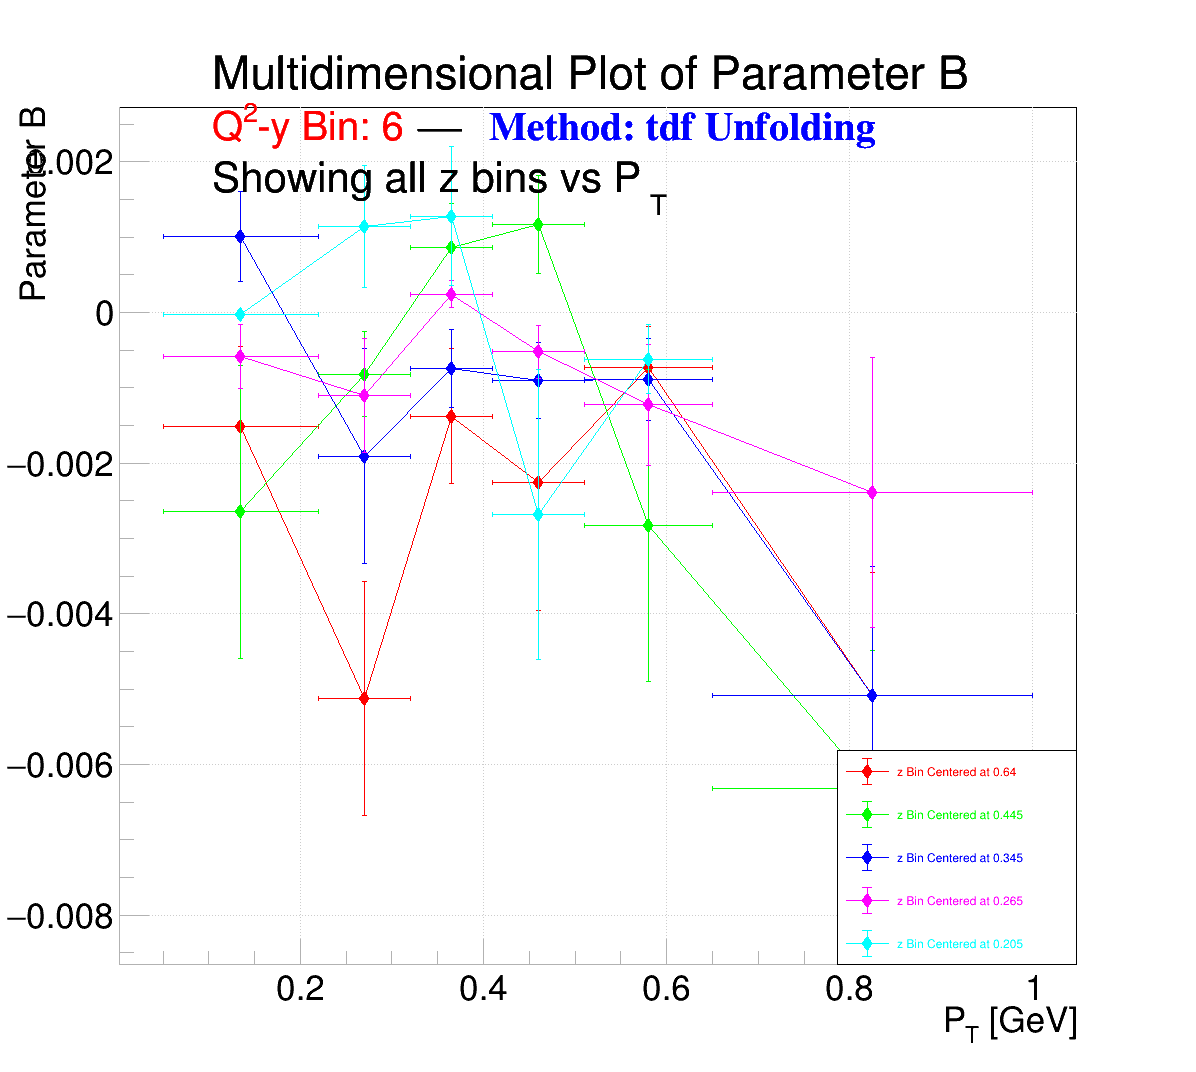 Multidimensional Plot of Parameter B
Q²-y Bin: 6 — Method: tdf Unfolding
Showing all z bins vs P_T
Parameter B
0.002
0
−0.002
−0.004
−0.006
−0.008
z Bin Centered at 0.64
z Bin Centered at 0.445
z Bin Centered at 0.345
z Bin Centered at 0.265
z Bin Centered at 0.205
0.2 0.4 0.6 0.8 1
P_T [GeV]